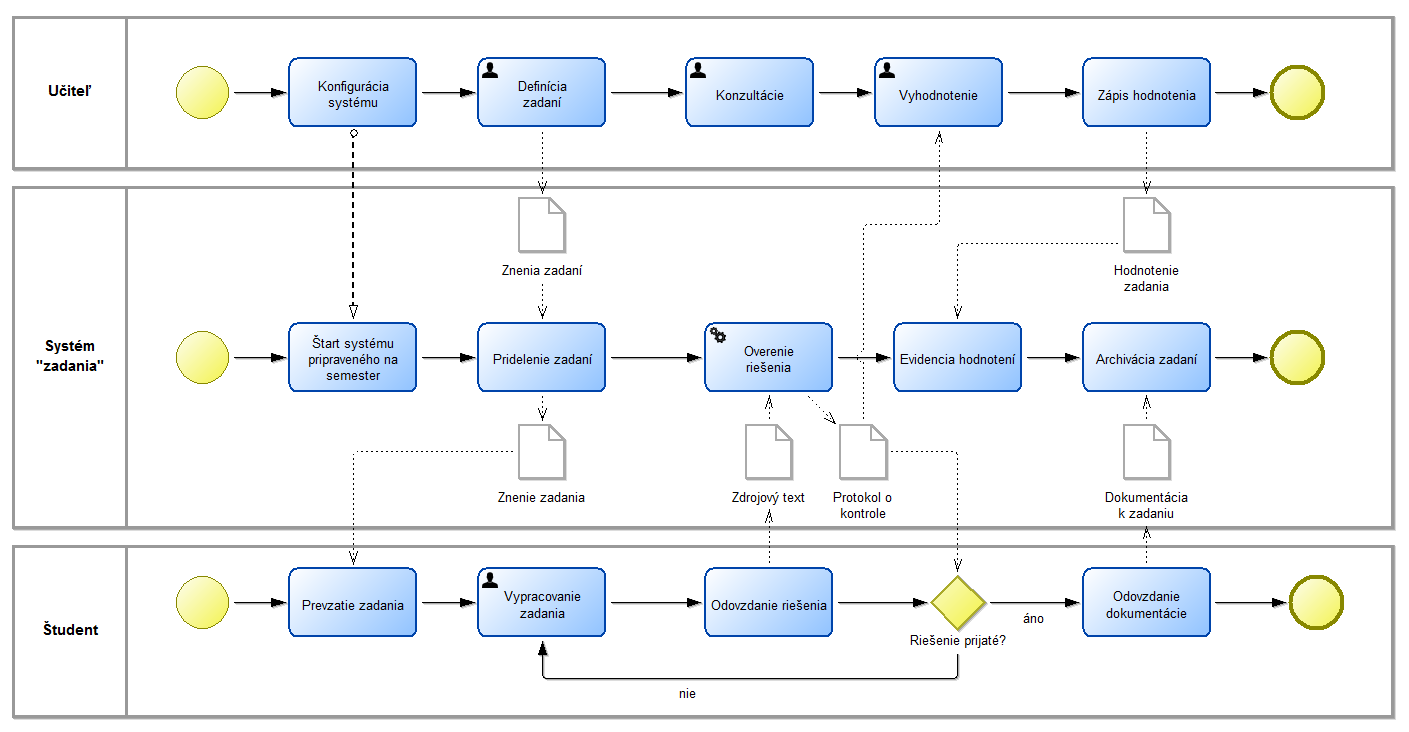 Učiteľ
Konfigurácia
systému
Definícia
zadaní
Konzultácie
Vyhodnotenie
Zápis hodnotenia
Systém
"zadania"
Znenia zadaní
Hodnotenie
zadania
Štart systému
pripraveného na
semester
Pridelenie zadaní
Overenie
riešenia
Evidencia hodnotení
Archivácia zadaní
Znenie zadania
Zdrojový text
Protokol o
kontrole
Dokumentácia
k zadaniu
Študent
Prevzatie zadania
Vypracovanie
zadania
Odovzdanie riešenia
Riešenie prijaté?
áno
Odovzdanie
dokumentácie
nie